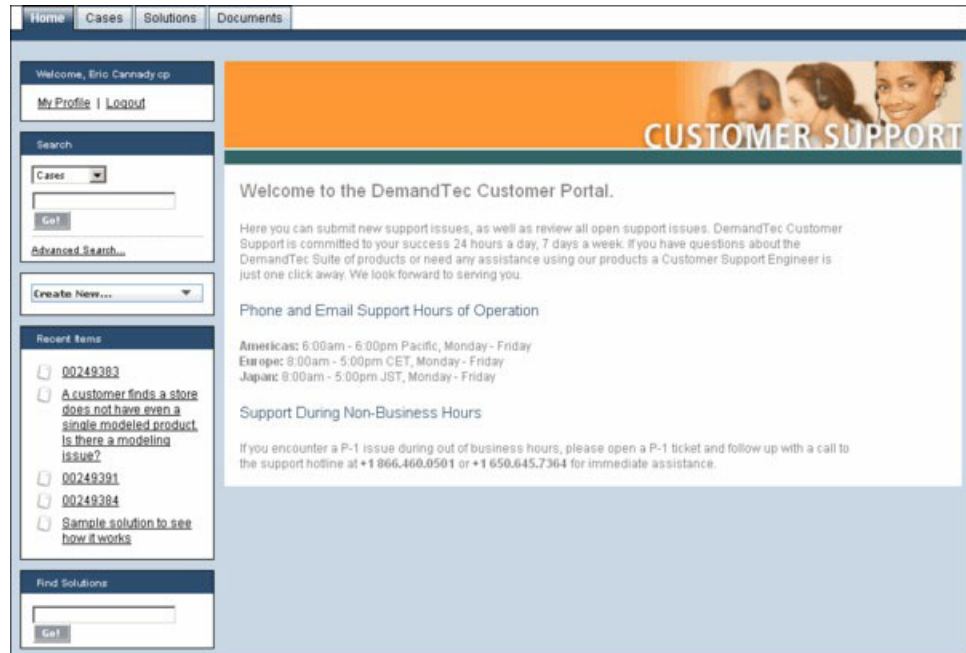 Home Cases Solutions Documents
Welcome, Eric Cannady cp
My Profile | Logout
Search
Cases
Go!
Advanced Search...
Create New...
Recent Items
00249383
A customer finds a store
does not have even a
single modeled product.
Is there a modeling
issue?
00249391
00249384
Sample solution to see
how it works
Find Solutions
Go!
CUSTOMER SUPPORT
Welcome to the DemandTec Customer Portal.
Here you can submit new support issues, as well as review all open support issues. DemandTec Customer
Support is committed to your success 24 hours a day, 7 days a week. If you have questions about the
DemandTec Suite of products or need any assistance using our products a Customer Support Engineer is
just one click away. We look forward to serving you.
Phone and Email Support Hours of Operation
Americas: 6:00am - 6:00pm Pacific, Monday - Friday
Europe: 8:00am - 5:00pm CET, Monday - Friday
Japan: 8:00am - 5:00pm JST, Monday - Friday
Support During Non-Business Hours
If you encounter a P-1 issue during out of business hours, please open a P-1 ticket and follow up with a call to
the support hotline at +1 866.460.0501 or +1 650.645.7364 for immediate assistance.